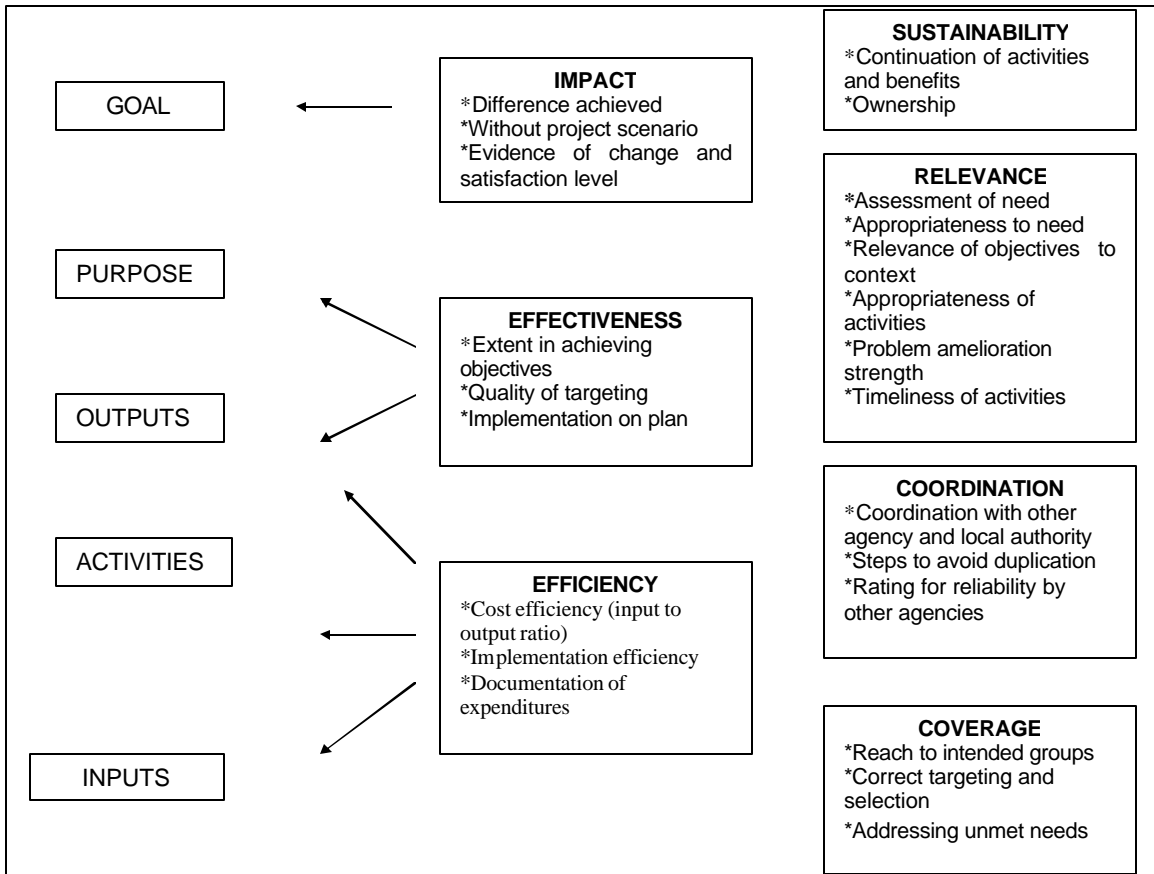 GOAL
PURPOSE
OUTPUTS
ACTIVITIES
INPUTS
IMPACT
*Difference achieved
*Without project scenario
*Evidence of change and
satisfaction level
EFFECTIVENESS
*Extent in achieving
objectives
*Quality of targeting
*Implementation on plan
EFFICIENCY
*Cost efficiency (input to
output ratio)
*Implementation efficiency
*Documentation of
expenditures
SUSTAINABILITY
*Continuation of activities
and benefits
*Ownership
RELEVANCE
*Assessment of need
*Appropriateness to need
*Relevance of objectives to
context
*Appropriateness of
activities
*Problem amelioration
strength
*Timeliness of activities
COORDINATION
*Coordination with other
agency and local authority
*Steps to avoid duplication
*Rating for reliability by
other agencies
COVERAGE
*Reach to intended groups
*Correct targeting and
selection
*Addressing unmet needs